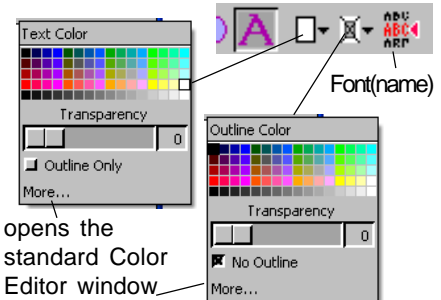 Text Color
A
ABC
Font(name)
Transparency
0
Outline Only
More...
Outline Color
Transparency
0
No Outline
More...
opens the
standard Color
Editor window